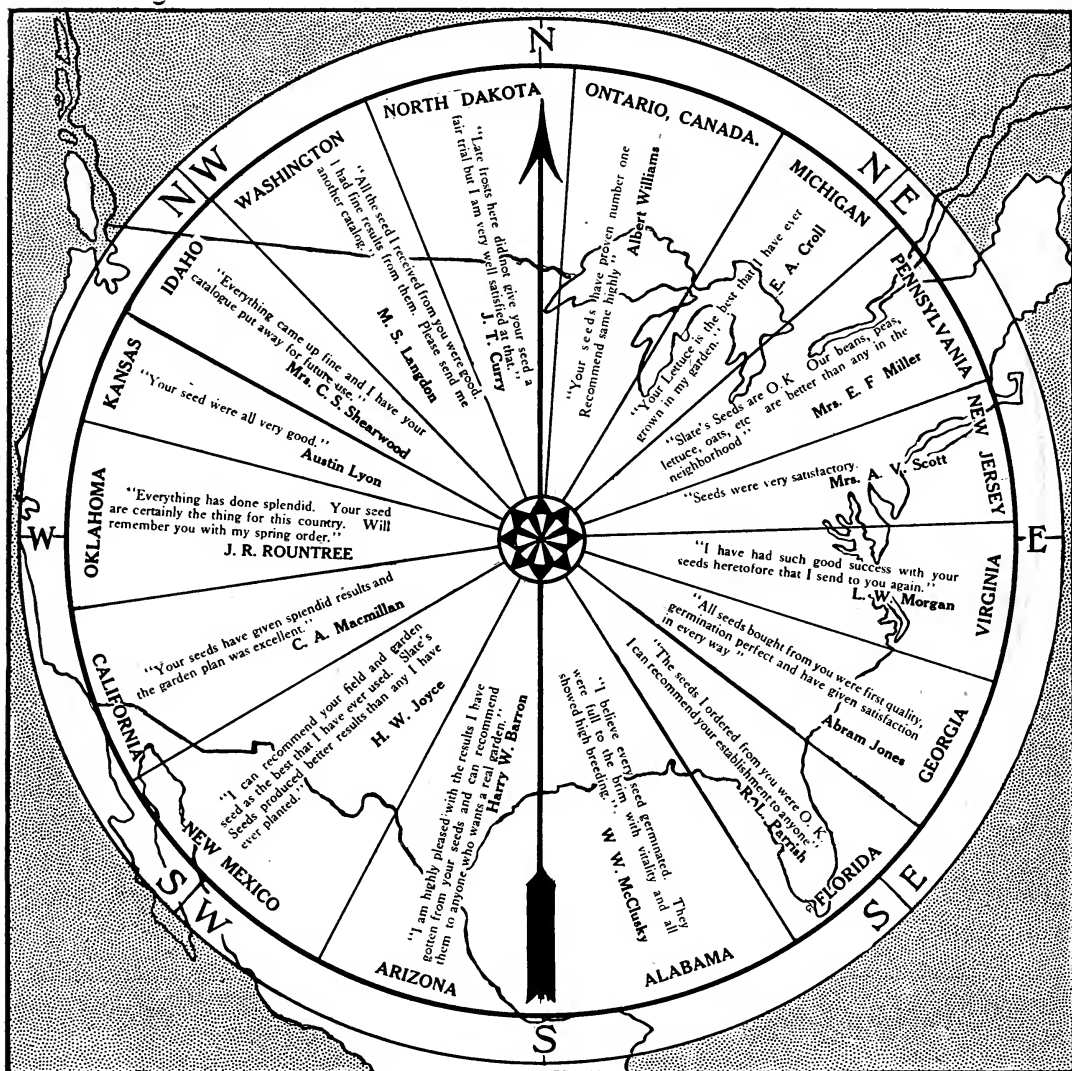 N
NORTH DAKOTA
"Late frosts here did not give your seed a
fair trial but I am very well satisfied at that."
J. T. Curry
ONTARIO, CANADA.
"Your seeds have proven number one
Recommend same highly"
Albert Williams
NE
MICHIGAN
"Your Lettuce is the best that I have ever
grown in my garden."
E. A. Croll
PENNSYLVANIA
"Slate's Seeds are O. K Our beans, peas,
lettuce, oats, etc are better than any in the
neighborhood"
Mrs. E. F Miller
NEW JERSEY
"Seeds were very satisfactory.
Mrs. A. V. Scott
E
VIRGINIA
"I have had such good success with your
seeds heretofore that I send to you again."
L. W. Morgan
GEORGIA
"All seeds bought from you were first quality,
germination perfect and have given satisfaction
in every way"
Abram Jones
SE
FLORIDA
"The seeds I ordered from you were O. K.
I can recommend your establishment to anyone"
R. L. Parrish
ALABAMA
"I believe every seed germinated. They
were full to the brim with vitality and all
showed high breeding."
W W. McClusky
S
ARIZONA
"I am highly pleased with the results I have
gotten from your seeds and can recommend
them to anyone who wants a real garden."
Harry W. Barron
SW
NEW MEXICO
"I can recommend your field and garden
seed as the best that I have ever used. Slate's
Seeds produced better results than any I have
ever planted."
H. W. Joyce
CALIFORNIA
"Your seeds have given splendid results and
the garden plan was excellent."
C. A. Macmillan
W
OKLAHOMA
"Everything has done splendid. Your seed
are certainly the thing for this country. Will
remember you with my spring order."
J. R. ROUNTREE
KANSAS
"Your seed were all very good."
Austin Lyon
IDAHO
"Everything came up fine and I have your
catalogue put away for future use."
Mrs. C. S. Shearwood
NW
WASHINGTON
"All the seed I received from you were good.
I had fine results from them. Please send me
another catalog."
M. S. Langdon